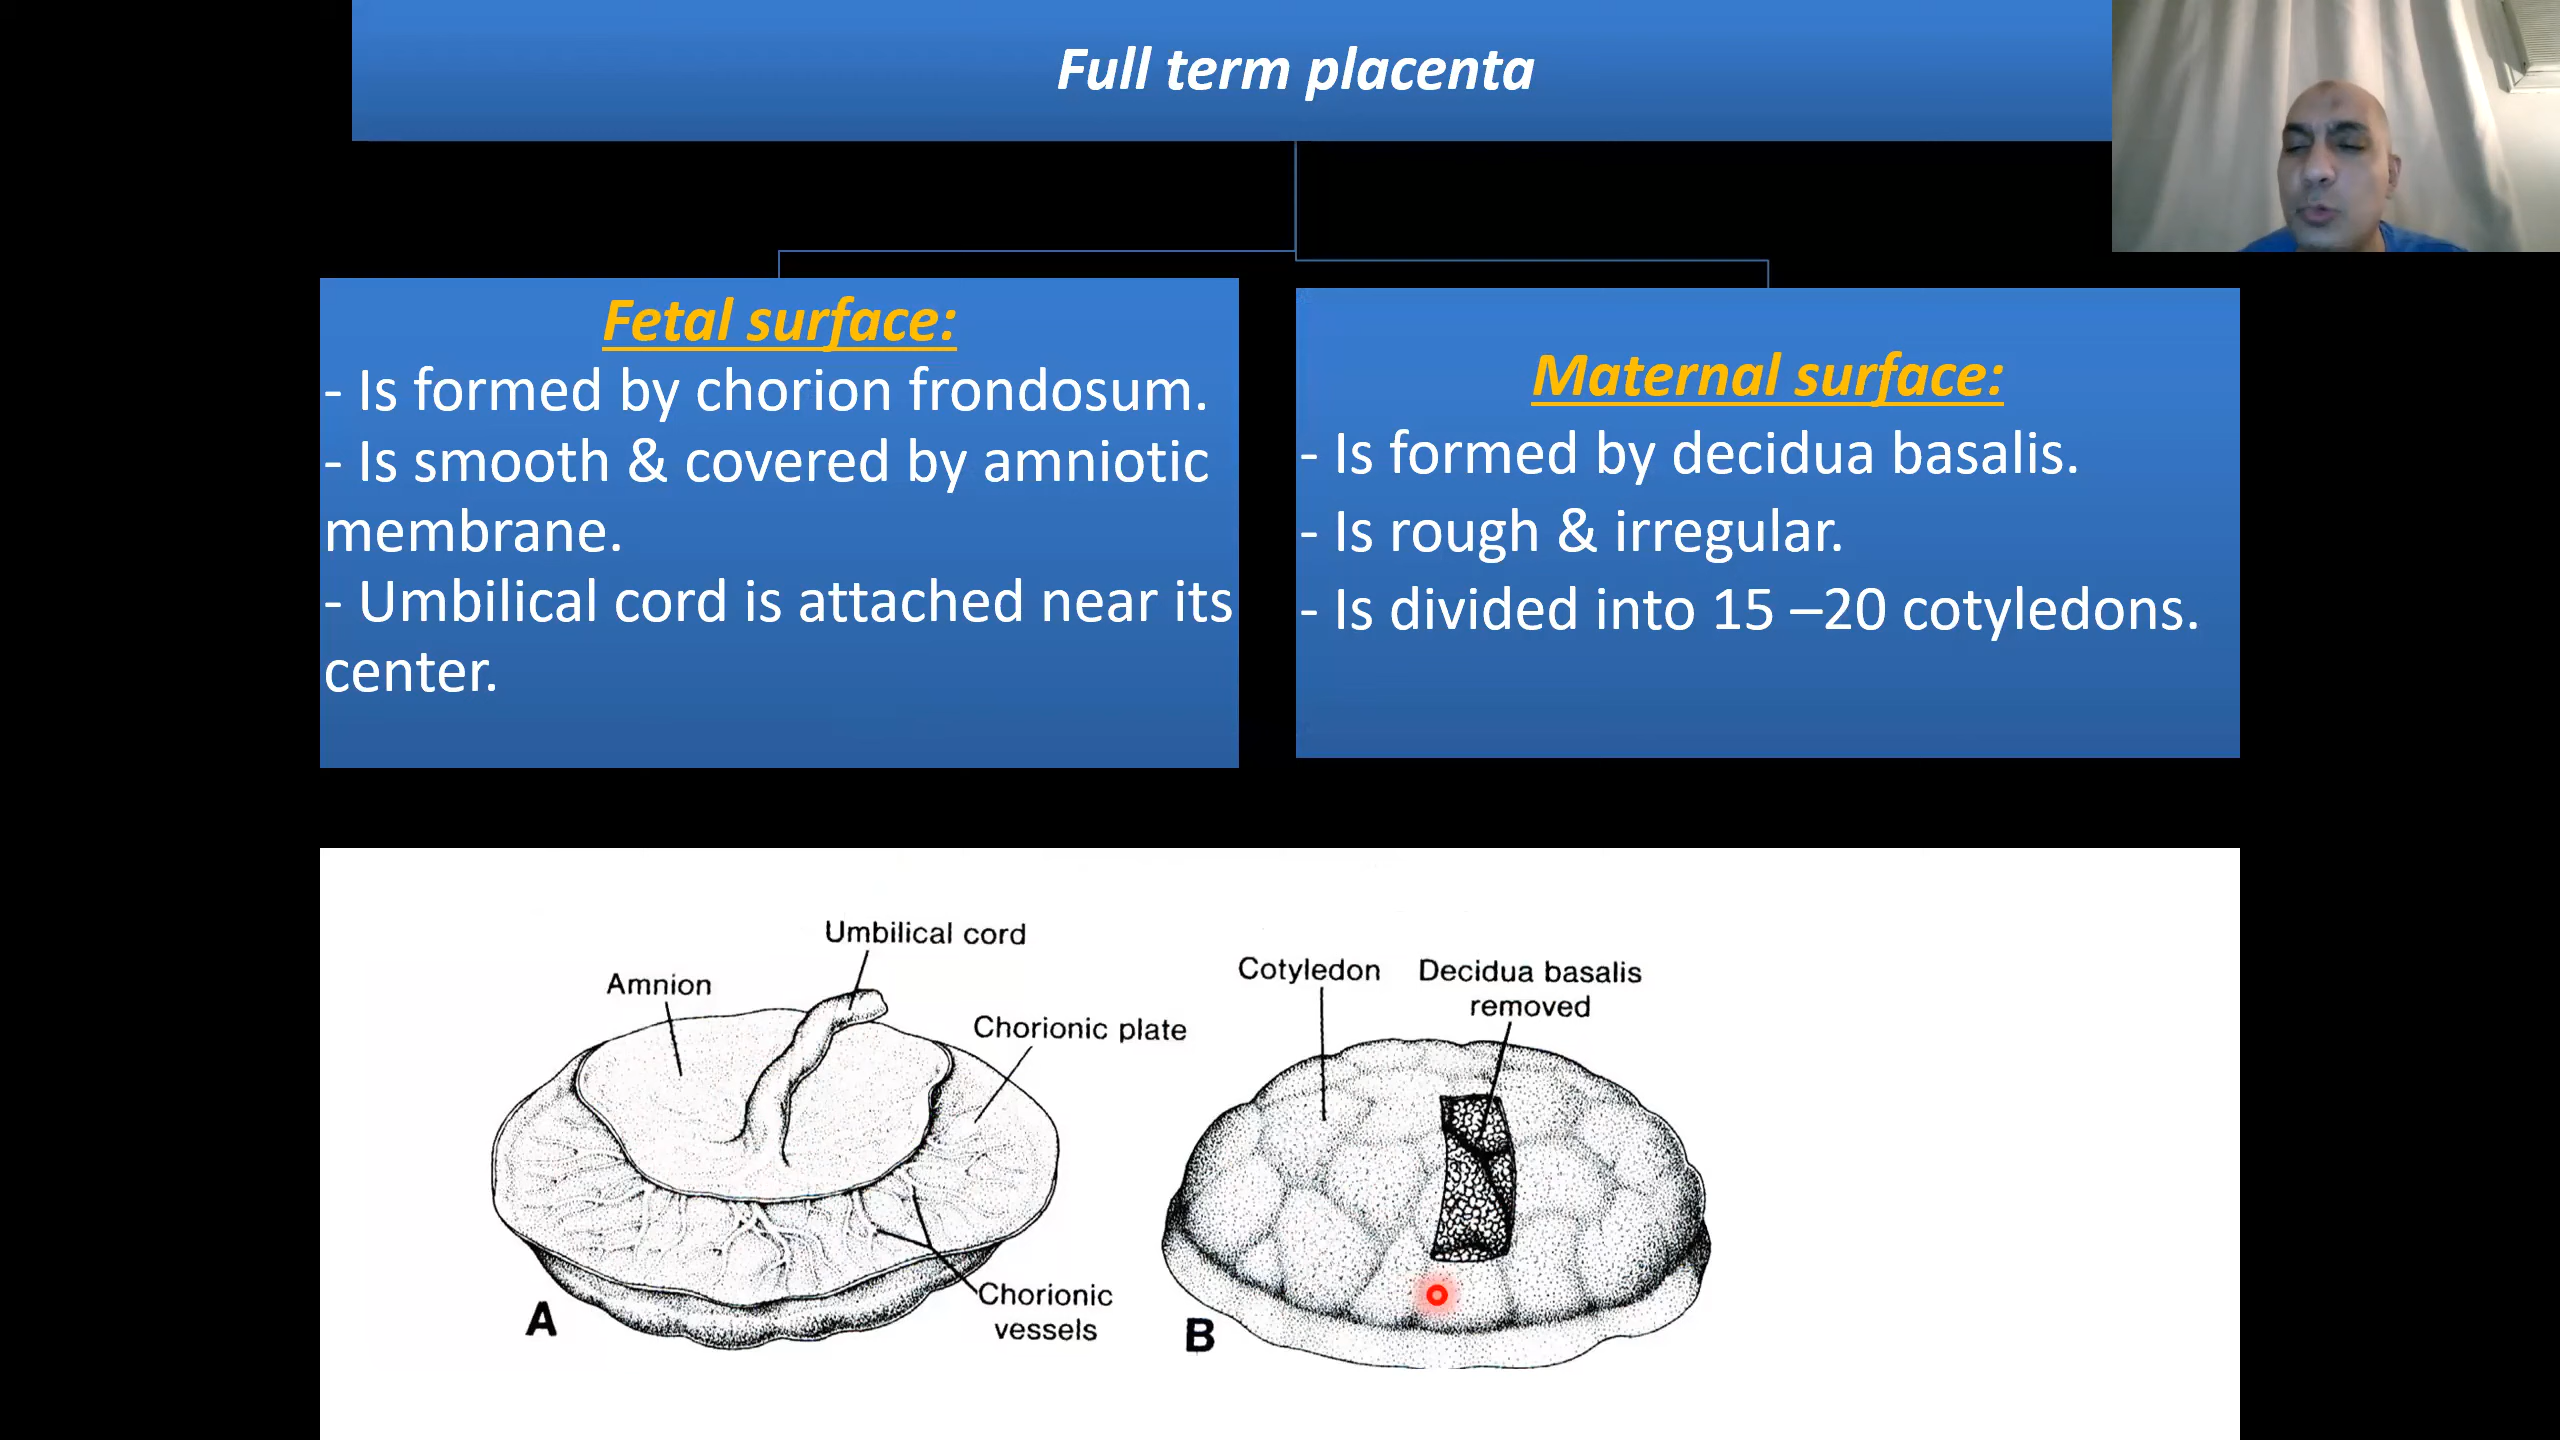 Full term placenta
Fetal surface:
- Is formed by chorion frondosum.
- Is smooth & covered by amniotic
membrane.
- Umbilical cord is attached near its
center.
Maternal surface:
- Is formed by decidua basalis.
- Is rough & irregular.
- Is divided into 15 –20 cotyledons.
Umbilical cord
Amnion
Chorionic plate
Chorionic
vessels
A
Cotyledon
Decidua basalis
removed
B